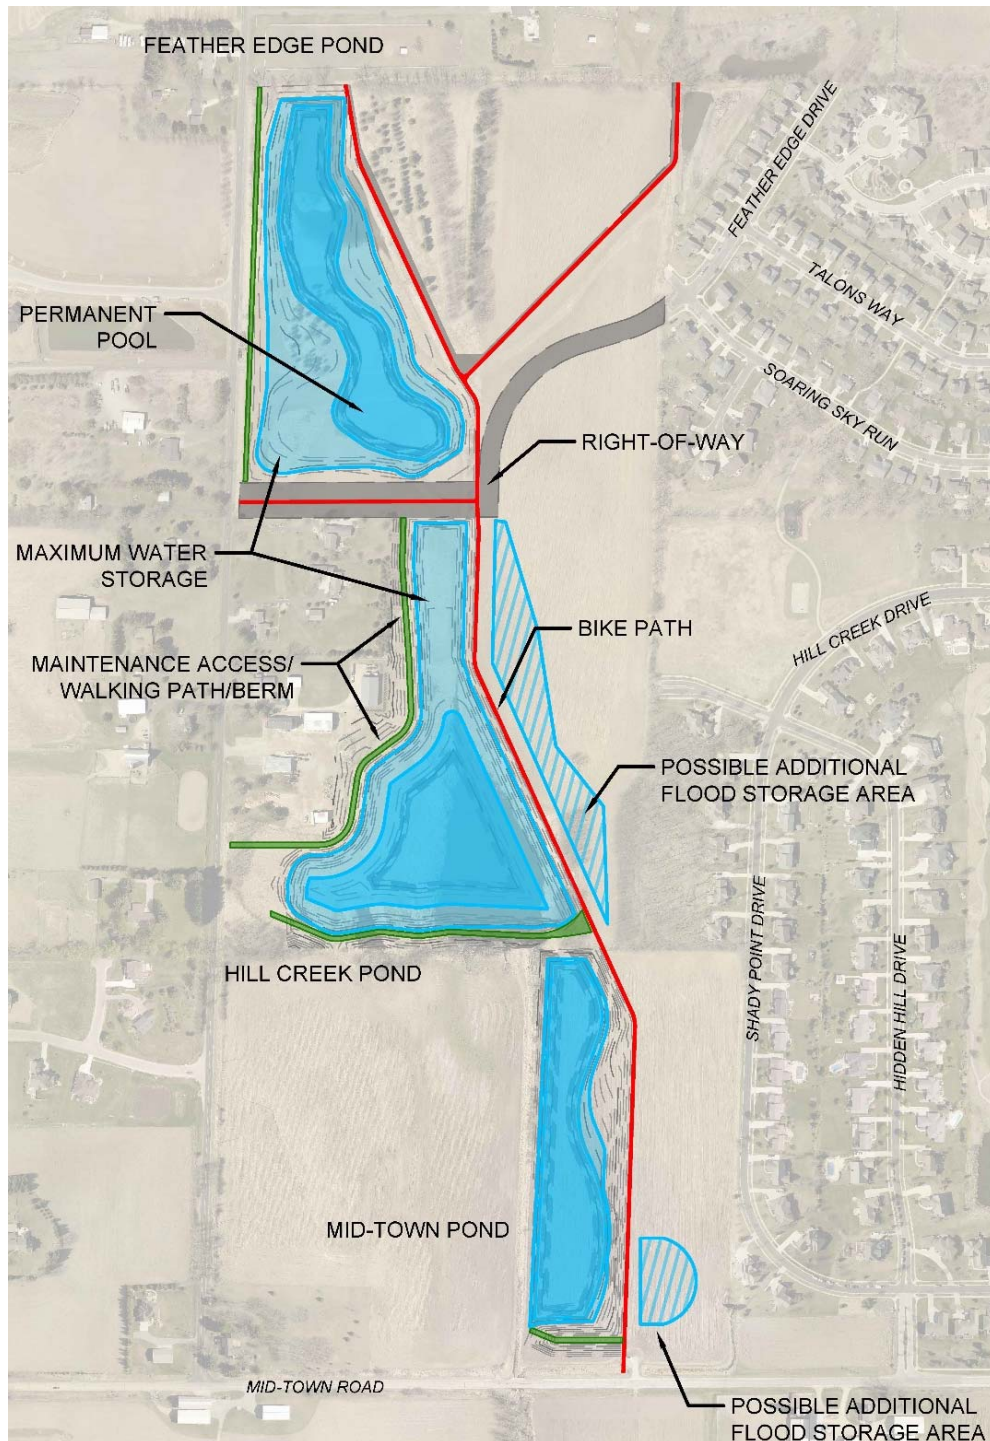 FEATHER EDGE POND
FEATHER EDGE DRIVE
TALONS WAY
PERMANENT
POOL
SOARING SKY RUN
RIGHT-OF-WAY
MAXIMUM WATER
STORAGE
HILL CREEK DRIVE
BIKE PATH
MAINTENANCE ACCESS/
WALKING PATH/BERM
POSSIBLE ADDITIONAL
FLOOD STORAGE AREA
SHADY POINT DRIVE
HIDDEN HILL DRIVE
HILL CREEK POND
MID-TOWN POND
MID-TOWN ROAD
POSSIBLE ADDITIONAL
FLOOD STORAGE AREA